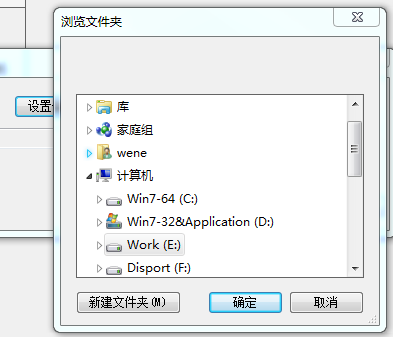 浏览文件夹
设置
库
家庭组
wene
计算机
Win7-64 (C:)
Win7-32&Application (D:)
Work (E:)
Disport (F:)
新建文件夹(M)
确定
取消